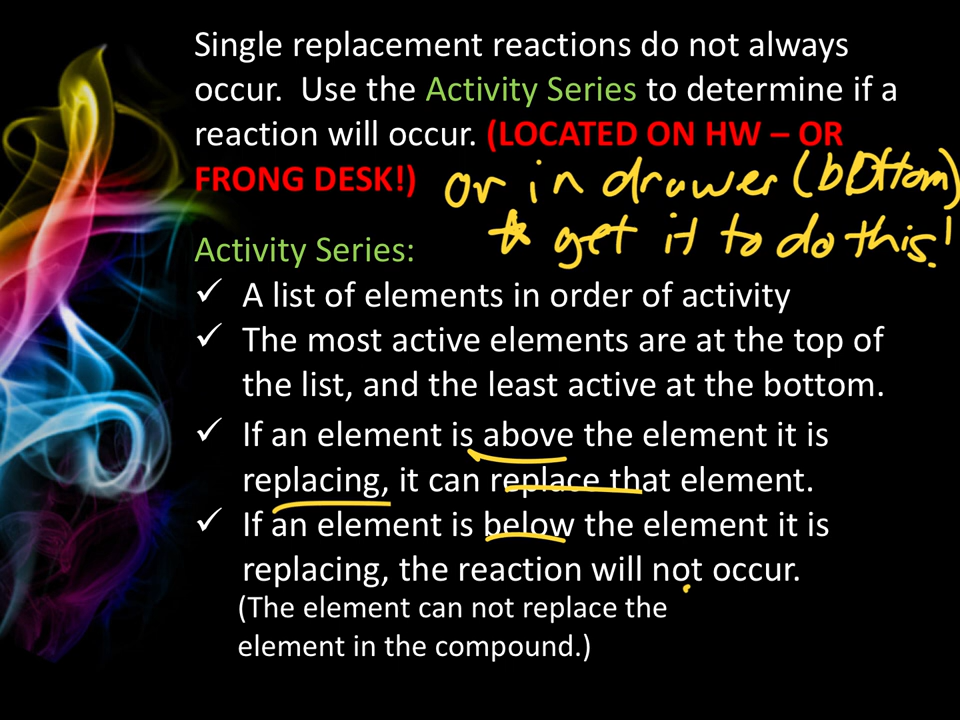 Single replacement reactions do not always
occur. Use the Activity Series to determine if a
reaction will occur. (LOCATED ON HW – OR
FRONG DESK!)
or in drawer (bottom)
* get it to do this!
Activity Series:
✓ A list of elements in order of activity
✓ The most active elements are at the top of
the list, and the least active at the bottom.
✓ If an element is above the element it is
replacing, it can replace that element.
✓ If an element is below the element it is
replacing, the reaction will not occur.
(The element can not replace the
element in the compound.)